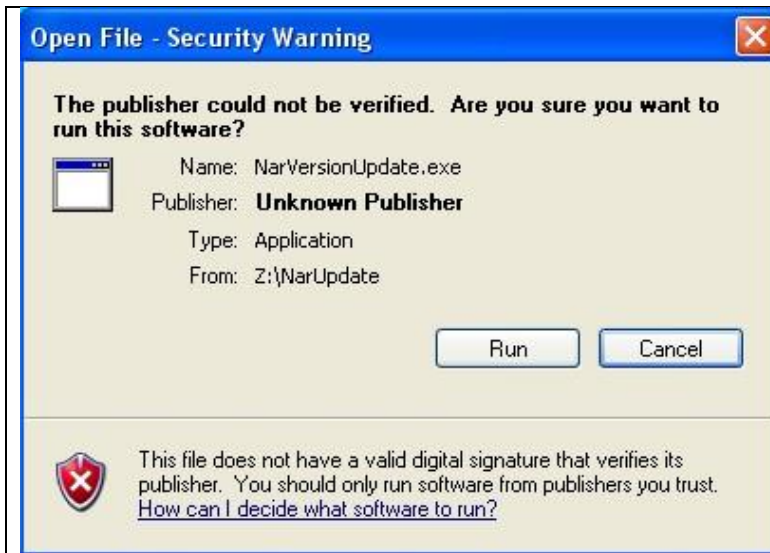 Open File - Security Warning
The publisher could not be verified.  Are you sure you want to
run this software?
Name: NarVersionUpdate.exe
Publisher: Unknown Publisher
Type: Application
From: Z:\NarUpdate
Run Cancel
This file does not have a valid digital signature that verifies its
publisher.  You should only run software from publishers you trust.
How can I decide what software to run?